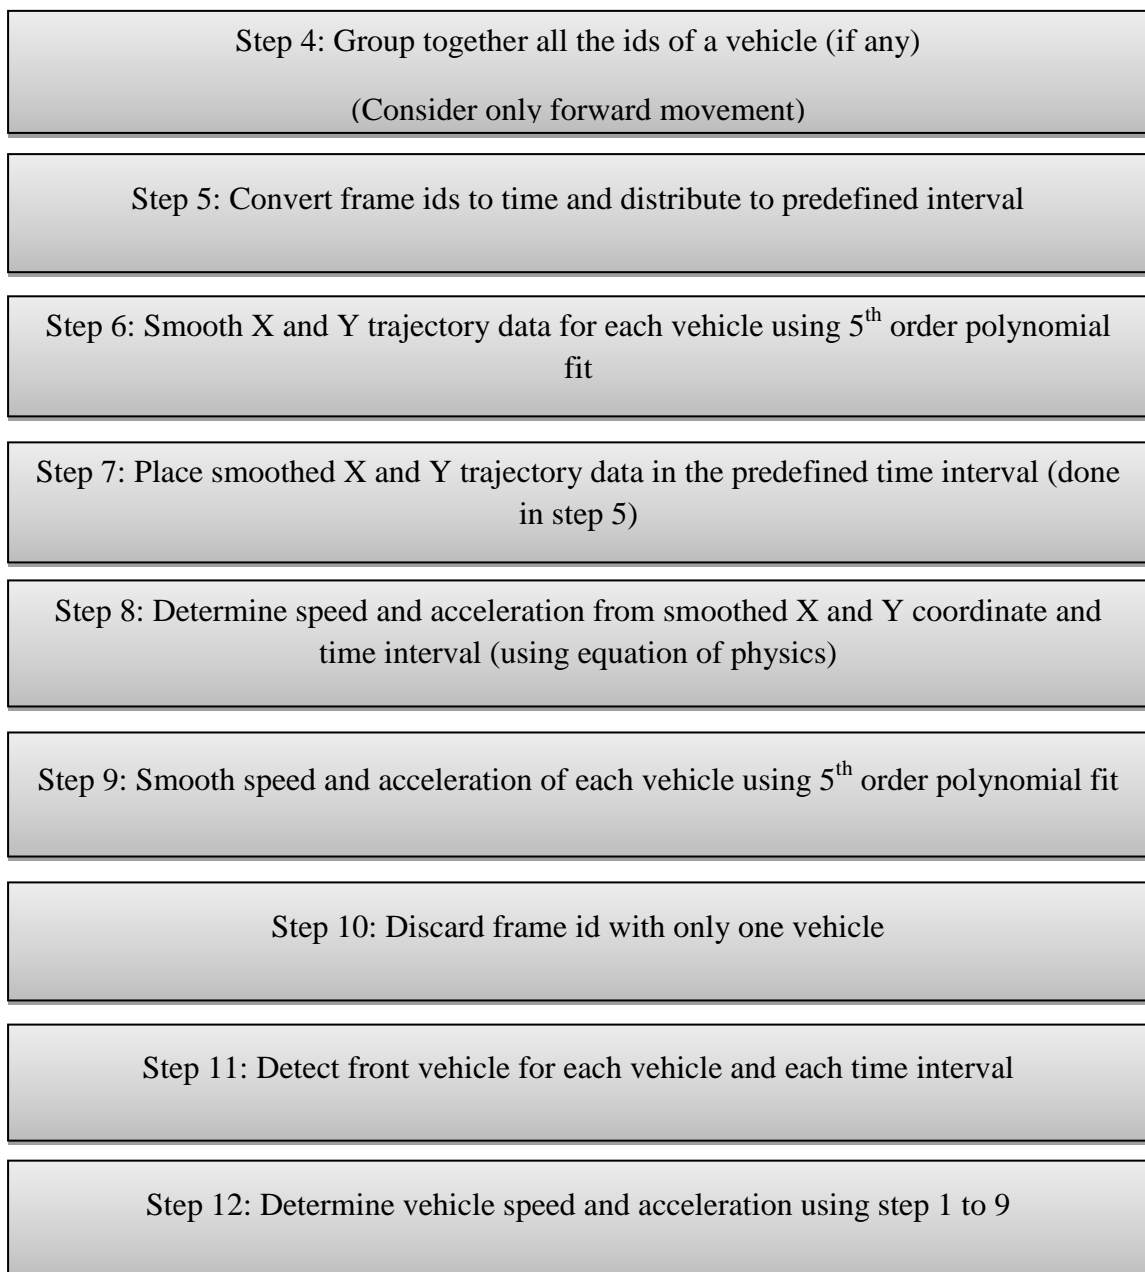 Step 4: Group together all the ids of a vehicle (if any)
(Consider only forward movement)
Step 5: Convert frame ids to time and distribute to predefined interval
Step 6: Smooth X and Y trajectory data for each vehicle using 5th order polynomial
fit
Step 7: Place smoothed X and Y trajectory data in the predefined time interval (done
in step 5)
Step 8: Determine speed and acceleration from smoothed X and Y coordinate and
time interval (using equation of physics)
Step 9: Smooth speed and acceleration of each vehicle using 5th order polynomial fit
Step 10: Discard frame id with only one vehicle
Step 11: Detect front vehicle for each vehicle and each time interval
Step 12: Determine vehicle speed and acceleration using step 1 to 9